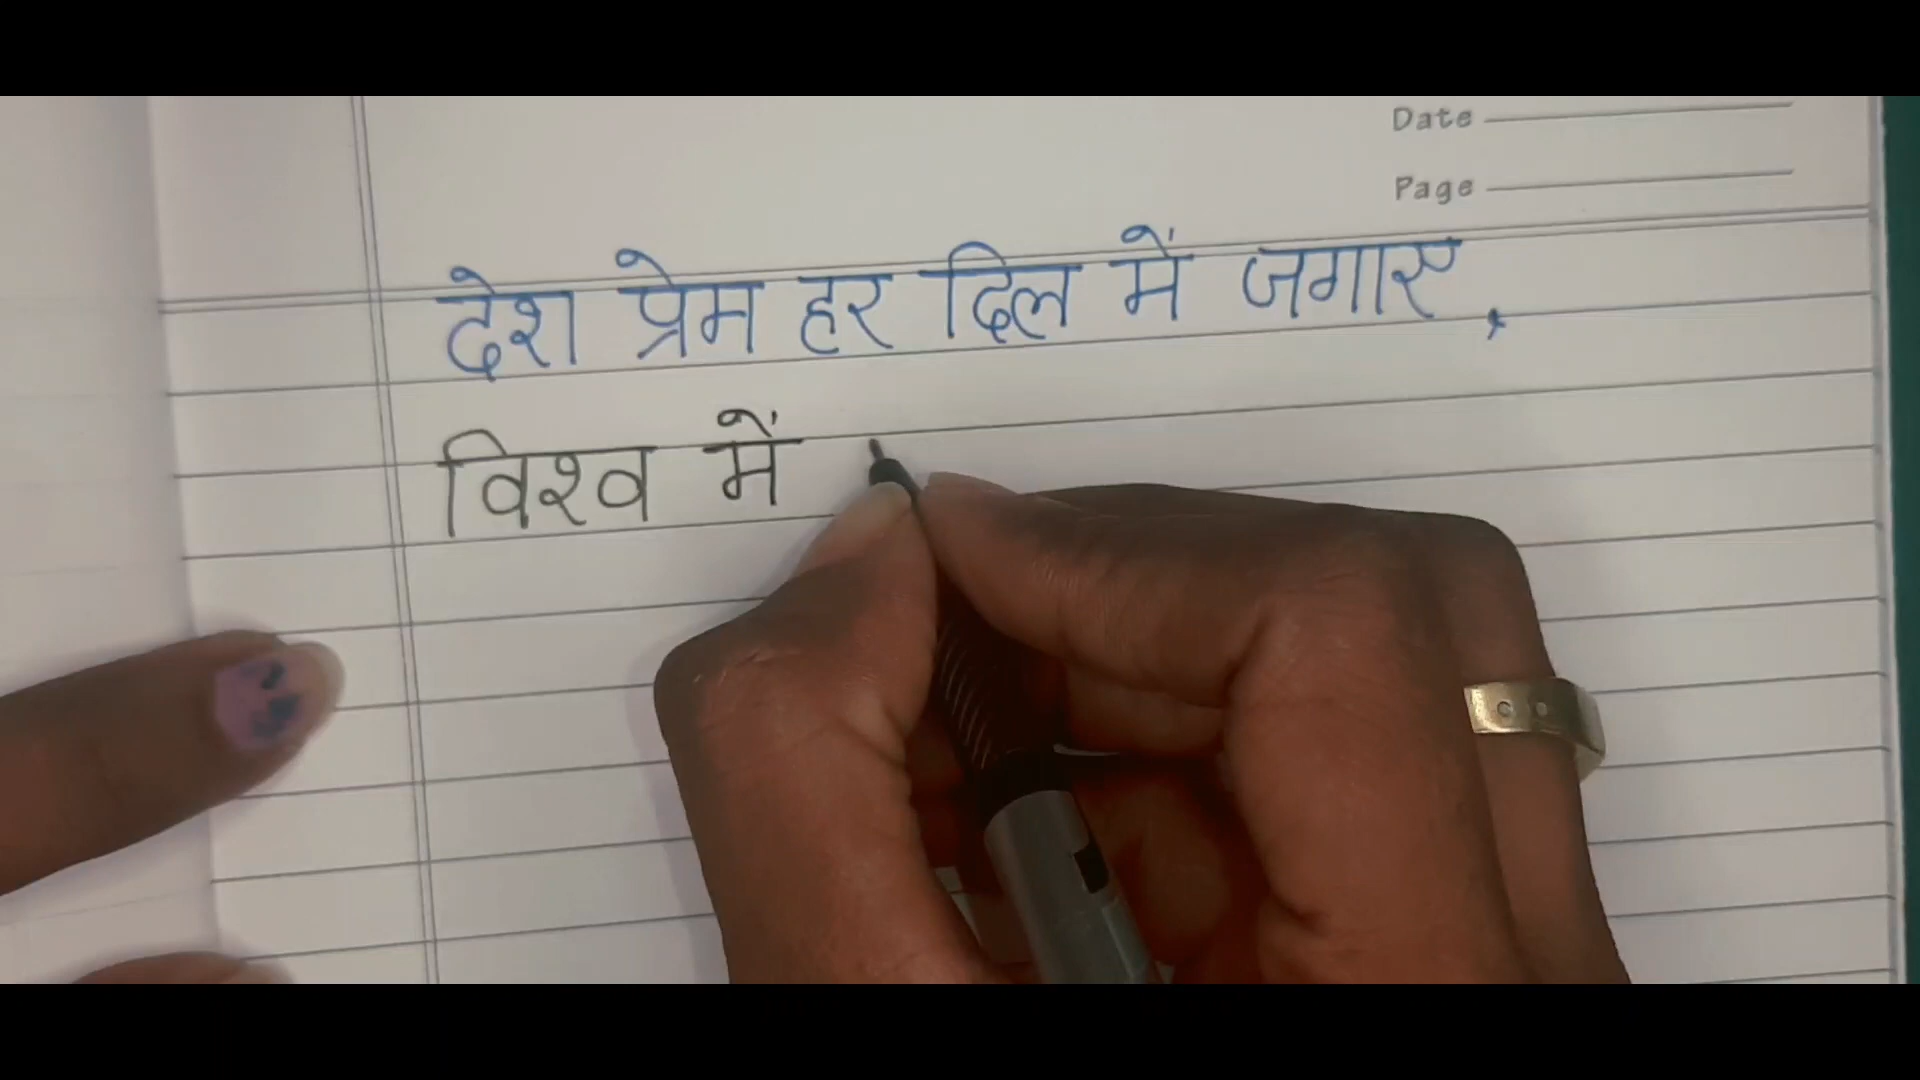 Date
Page
देश प्रेम हर दिल में जगाए,
विश्व में